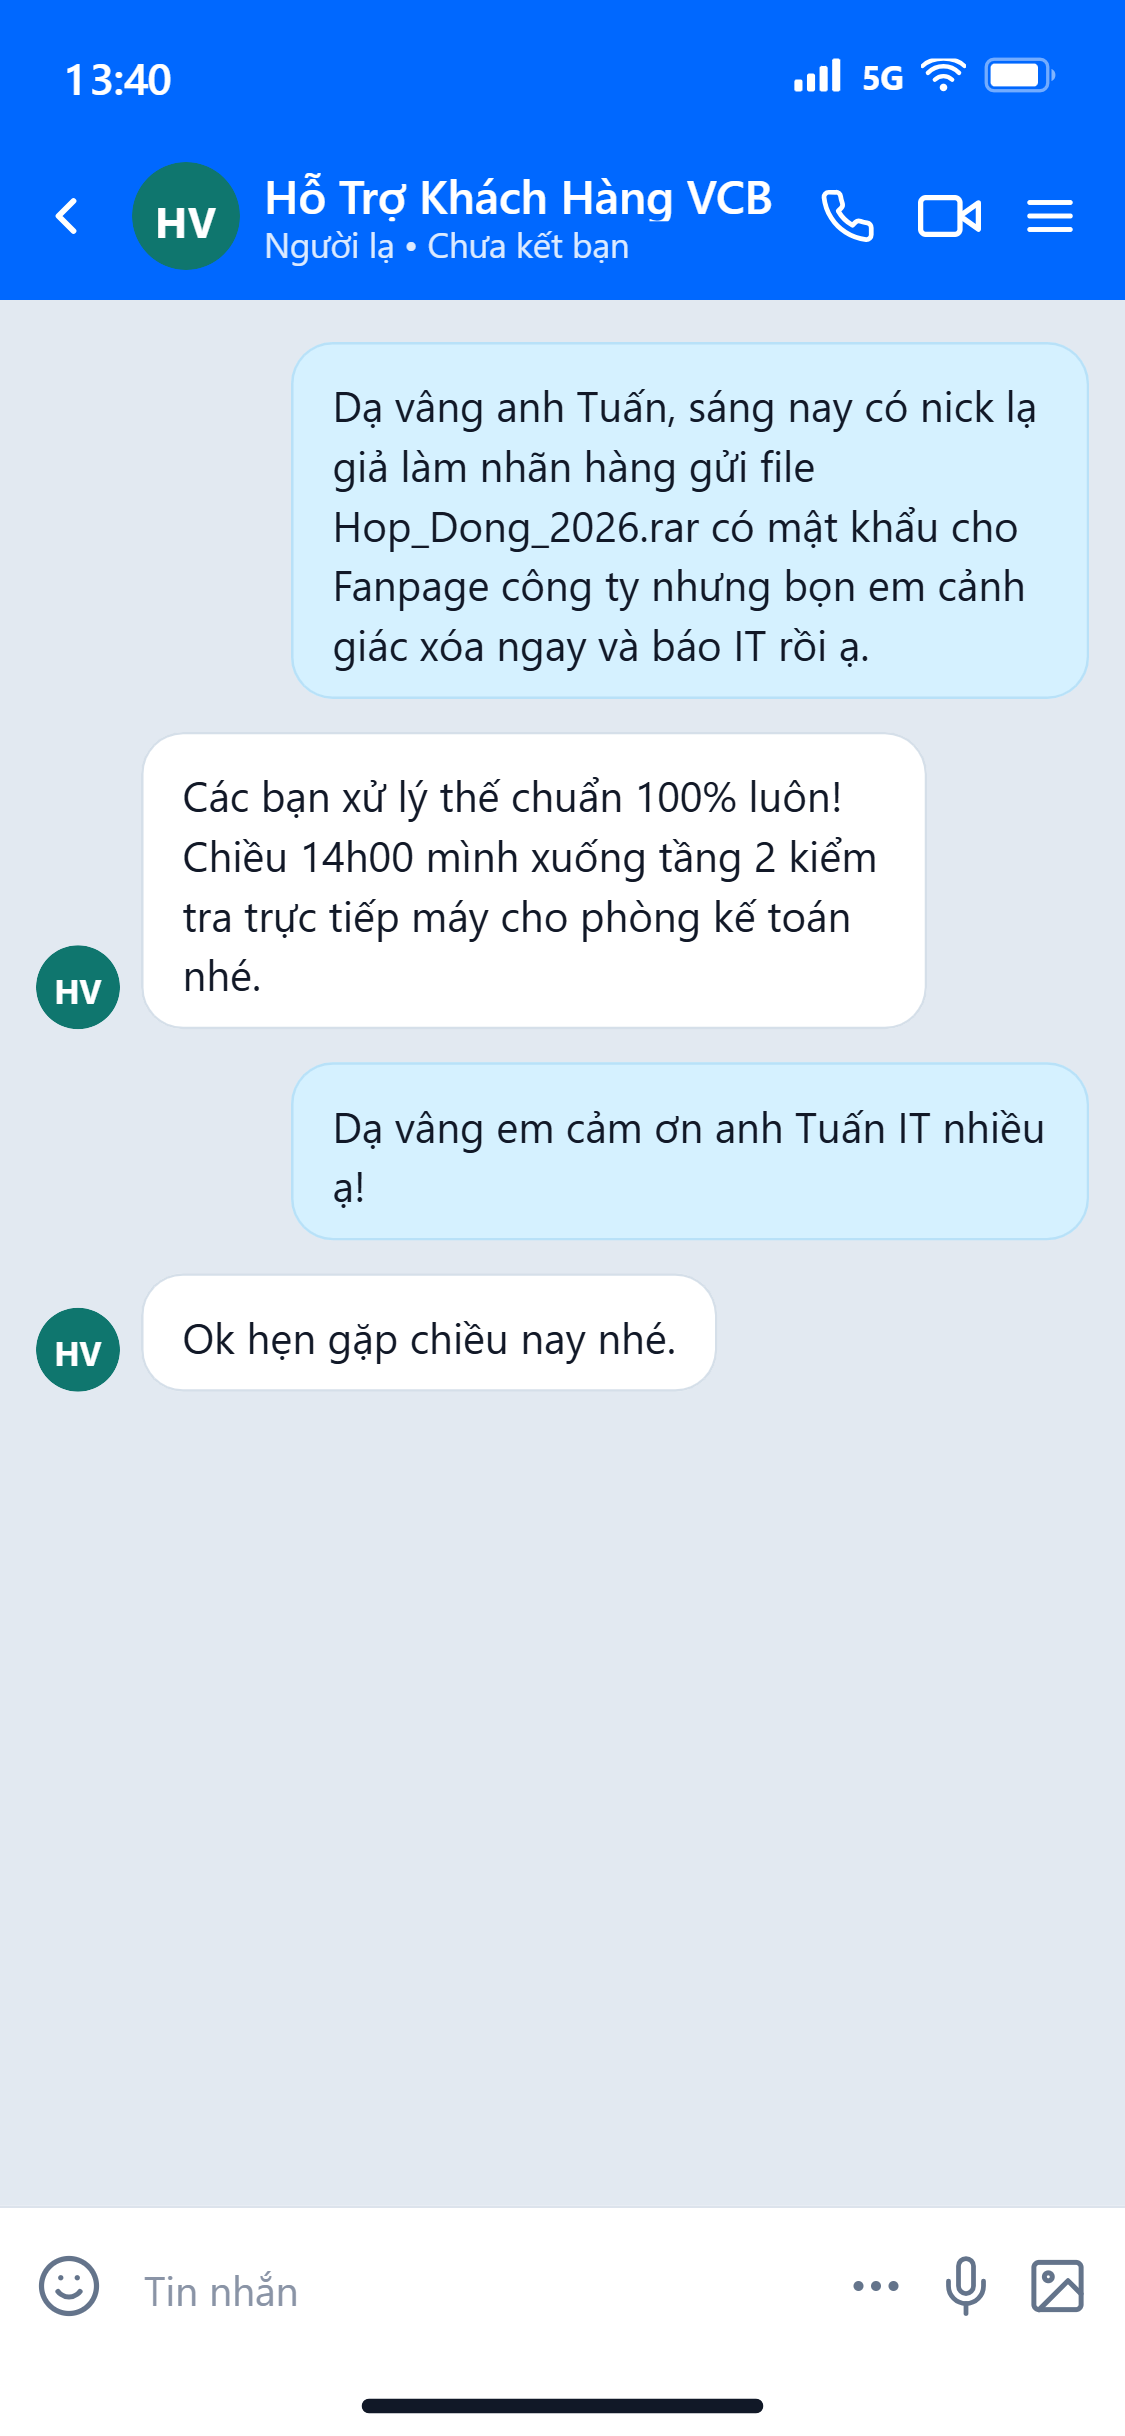 13:40
5G
HV
Hỗ Trợ Khách Hàng VCB
Người lạ • Chưa kết bạn
Dạ vâng anh Tuấn, sáng nay có nick lạ
giả làm nhãn hàng gửi file
Hop_Dong_2026.rar có mật khẩu cho
Fanpage công ty nhưng bọn em cảnh
giác xóa ngay và báo IT rồi ạ.
Các bạn xử lý thế chuẩn 100% luôn!
Chiều 14h00 mình xuống tầng 2 kiểm
tra trực tiếp máy cho phòng kế toán
nhé.
HV
Dạ vâng em cảm ơn anh Tuấn IT nhiều
ạ!
Ok hẹn gặp chiều nay nhé.
HV
Tin nhắn